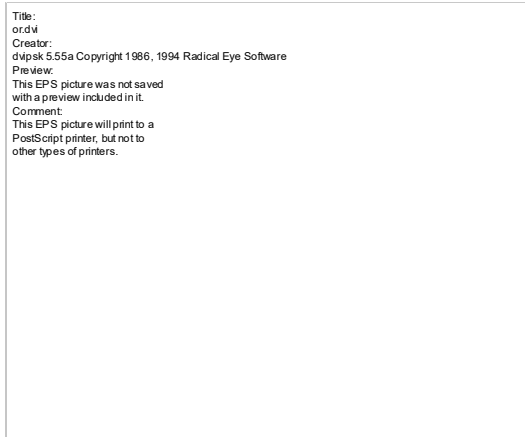 Title:
or.dvi
Creator:
dvipsk 5.55a Copyright 1986, 1994 Radical Eye Software
Preview:
This EPS picture was not saved
with a preview included in it.
Comment:
This EPS picture will print to a
PostScript printer, but not to
other types of printers.